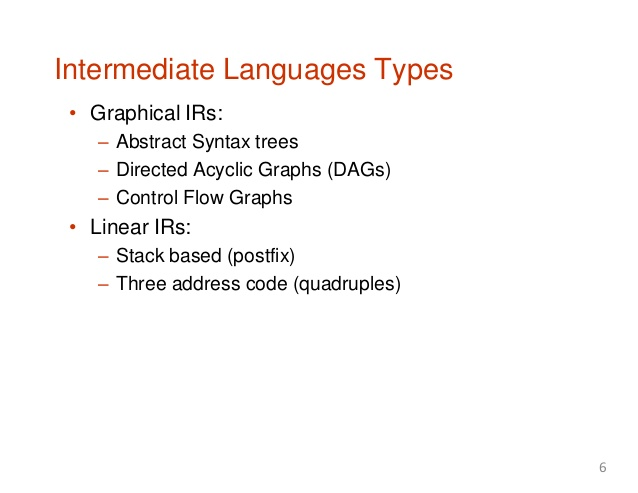 Intermediate Languages Types
• Graphical IRs:
– Abstract Syntax trees
– Directed Acyclic Graphs (DAGs)
– Control Flow Graphs
• Linear IRs:
– Stack based (postfix)
– Three address code (quadruples)
6